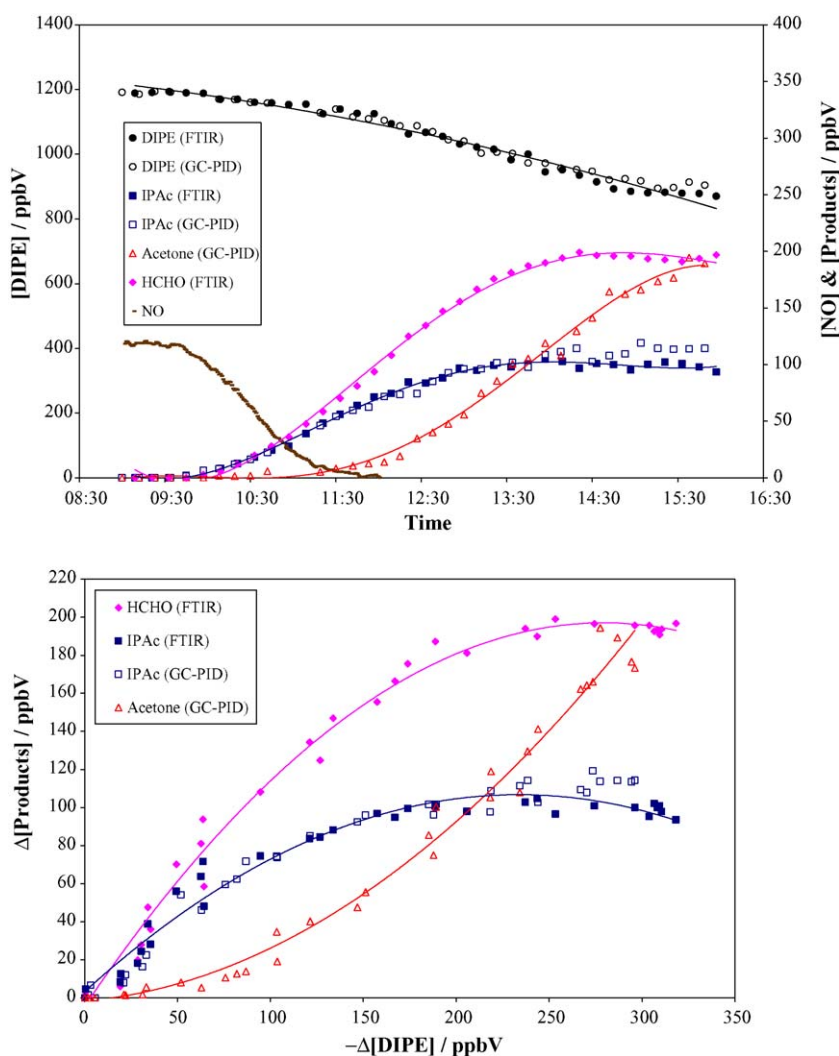 1400
1200
1000
800
600
400
200
0
[DIPE] / ppbV
400
350
300
250
200
150
100
50
0
[NO] & [Products] / ppbV
DIPE (FTIR)
DIPE (GC-PID)
IPAc (FTIR)
IPAc (GC-PID)
Acetone (GC-PID)
HCHO (FTIR)
NO
08:30 09:30 10:30 11:30 12:30 13:30 14:30 15:30 16:30
Time
220
200
180
160
140
120
100
80
60
40
20
0
Δ[Products] / ppbV
HCHO (FTIR)
IPAc (FTIR)
IPAc (GC-PID)
Acetone (GC-PID)
0 50 100 150 200 250 300 350
−Δ[DIPE] / ppbV